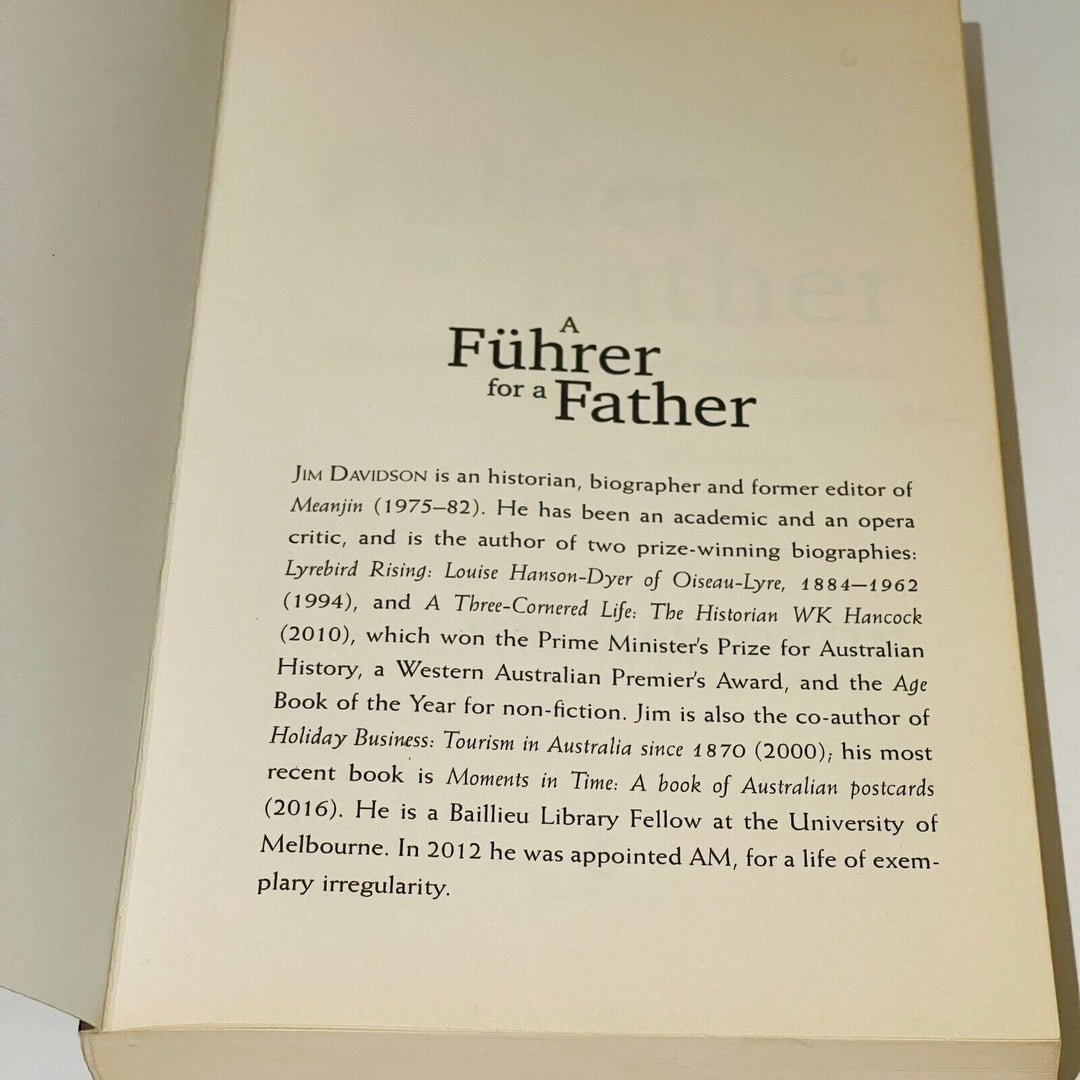 A
Führer
for a Father
JIM DAVIDSON is an historian, biographer and former editor of
Meanjin (1975–82). He has been an academic and an opera
critic, and is the author of two prize-winning biographies:
Lyrebird Rising: Louise Hanson-Dyer of Oiseau-Lyre, 1884–1962
(1994), and A Three-Cornered Life: The Historian WK Hancock
(2010), which won the Prime Minister's Prize for Australian
History, a Western Australian Premier's Award, and the Age
Book of the Year for non-fiction. Jim is also the co-author of
Holiday Business: Tourism in Australia since 1870 (2000); his most
recent book is Moments in Time: A book of Australian postcards
(2016). He is a Baillieu Library Fellow at the University of
Melbourne. In 2012 he was appointed AM, for a life of exem-
plary irregularity.